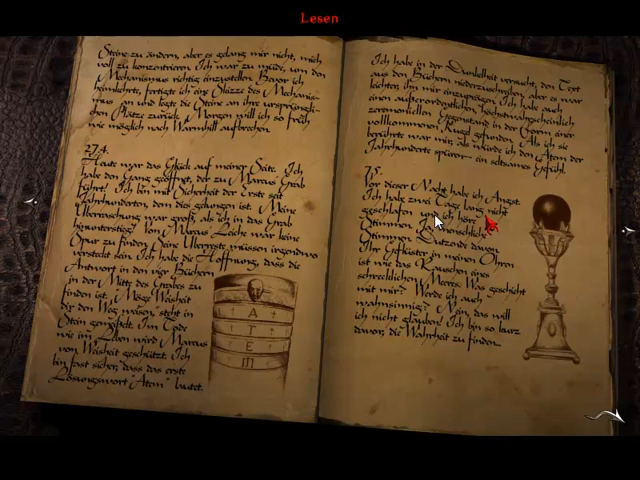 Lesen
Steine zu ändern, aber es gelang mir nicht, mich
voll zu konzentrieren. Ich war zu müde, um den
Mechanismus richtig einzustellen. Bevor ich
heimkehrte, fertigte ich eine Skizze des Mechanis-
mus an und legte die Steine an ihre ursprüngli-
chen Plätze zurück. Morgen will ich so früh
wie möglich nach Warmhill aufbrechen.
27.4.
Heute war das Glück auf meiner Seite. Ich
habe den Gang geöffnet, der zu Marcus' Grab
führt! Ich bin mit Sicherheit der Erste seit
Jahrhunderten, dem dies gelungen ist. Meine
Überraschung war groß, als ich in das Grab
hinunterstieg! Von Marcus' Leiche war keine
Spur zu finden. Seine Überreste müssen irgendwo
versteckt sein. Ich habe die Hoffnung, dass die
Antwort in den vier Büchern
in der Mitte des Grabes zu
finden ist. Möge Weisheit
dir den Weg weisen, steht in
Stein gemeißelt. Im Tode
wie im Leben wird Marcus
von Weisheit geschützt. Ich
bin fast sicher, dass das erste
Lösungswort "Atem" lautet.
A
T
E
M
Ich habe in der Dunkelheit versucht, den Text
aus den Büchern niederzuschreiben, aber es war
leichter, ihn mir einzuprägen. Ich habe auch
einen außerordentlichen, höchstwahrscheinlich
zeremoniellen Gegenstand in der Form einer
vollkommenen Kugel gefunden. Als ich sie
berührte war mir, als würde ich den Atem der
Jahrhunderte spüren - ein seltsames Gefühl.
7.5.
Vor dieser Nacht habe ich Angst.
Ich habe zwei Tage lang nicht
geschlafen und ich höre
Stimmen. Unmenschliche
Stimmen. Dutzende davon.
Ihr Geflüster in meinen Ohren
ist wie das Rauschen eines
schrecklichen Meeres. Was geschieht
mit mir? Werde ich auch
wahnsinnig? Nein, das will
ich nicht glauben! Ich bin so kurz
davor, die Wahrheit zu finden.